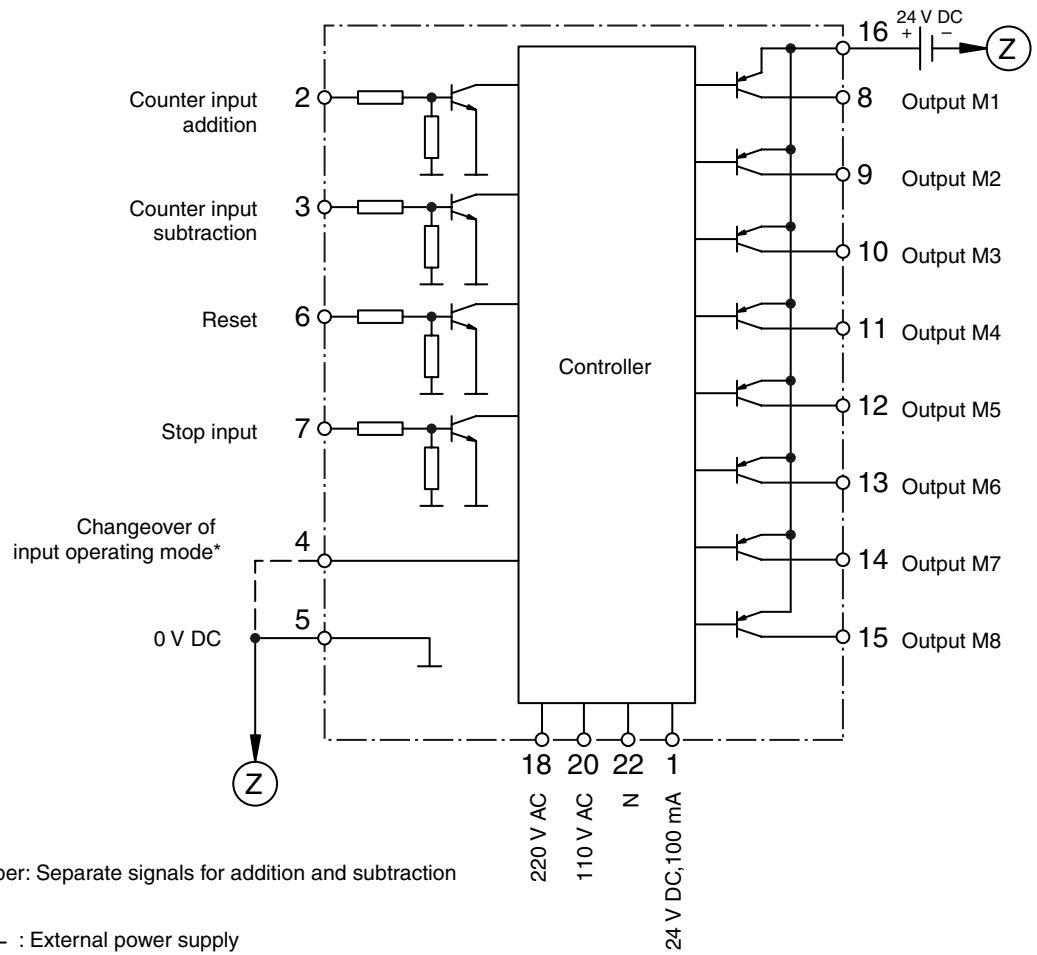 24 V DC
+ –
16
Z
Counter input
addition
2
8
Output M1
Counter input
subtraction
3
9
Output M2
10
Output M3
Reset
6
11
Output M4
Controller
Stop input
7
12
Output M5
13
Output M6
Changeover of
input operating mode*
4
14
Output M7
0 V DC
5
15
Output M8
Z
18
20
22
1
220 V AC
110 V AC
N
24 V DC,100 mA
: Separate signals for addition and subtraction
– : External power supply